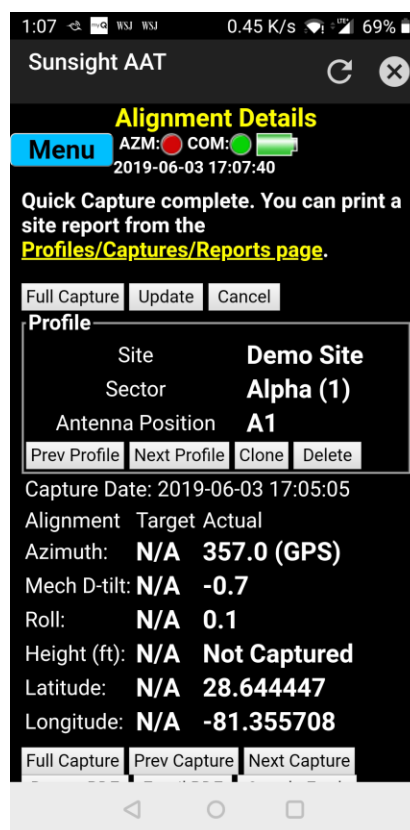 1:07 WSJ WSJ 0.45 K/s LTE 69%
Sunsight AAT
Alignment Details
Menu AZM: COM:
2019-06-03 17:07:40
Quick Capture complete. You can print a
site report from the
Profiles/Captures/Reports page.
Full Capture Update Cancel
Profile
Site Demo Site
Sector Alpha (1)
Antenna Position A1
Prev Profile Next Profile Clone Delete
Capture Date: 2019-06-03 17:05:05
Alignment Target Actual
Azimuth: N/A 357.0 (GPS)
Mech D-tilt: N/A -0.7
Roll: N/A 0.1
Height (ft): N/A Not Captured
Latitude: N/A 28.644447
Longitude: N/A -81.355708
Full Capture Prev Capture Next Capture